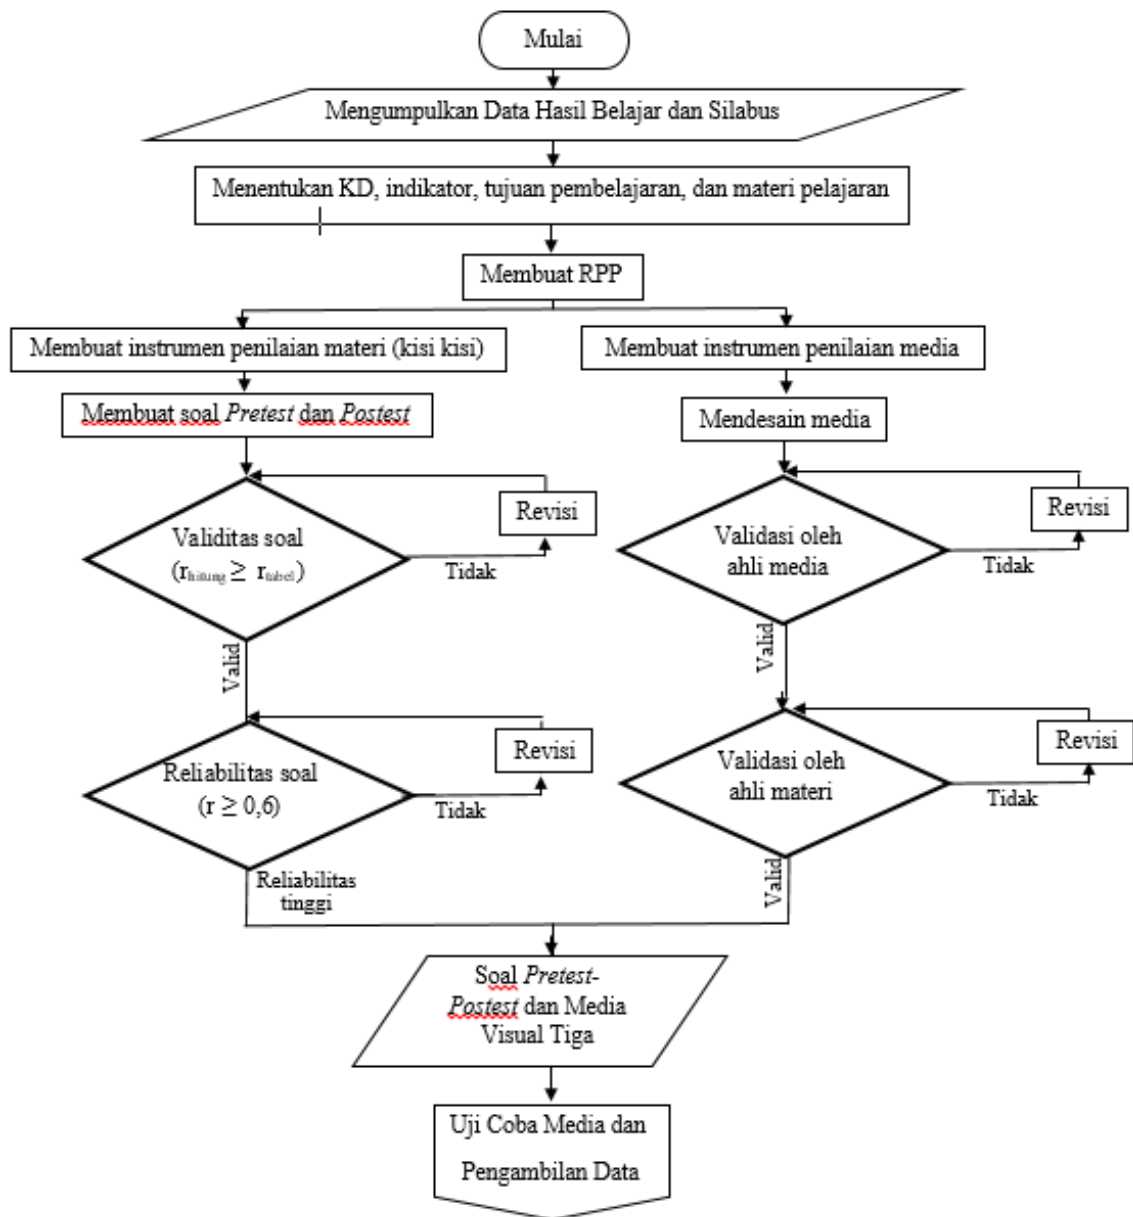 Mulai
Mengumpulkan Data Hasil Belajar dan Silabus
Menentukan KD, indikator, tujuan pembelajaran, dan materi pelajaran
Membuat RPP
Membuat instrumen penilaian materi (kisi kisi)
Membuat soal Pretest dan Postest
Validitas soal
(rhitung ≥ rtabel)
Tidak
Revisi
Valid
Reliabilitas soal
(r ≥ 0,6)
Tidak
Revisi
Reliabilitas
tinggi
Membuat instrumen penilaian media
Mendesain media
Validasi oleh
ahli media
Tidak
Revisi
Valid
Validasi oleh
ahli materi
Tidak
Revisi
Valid
Soal Pretest-
Postest dan Media
Visual Tiga
Uji Coba Media dan
Pengambilan Data